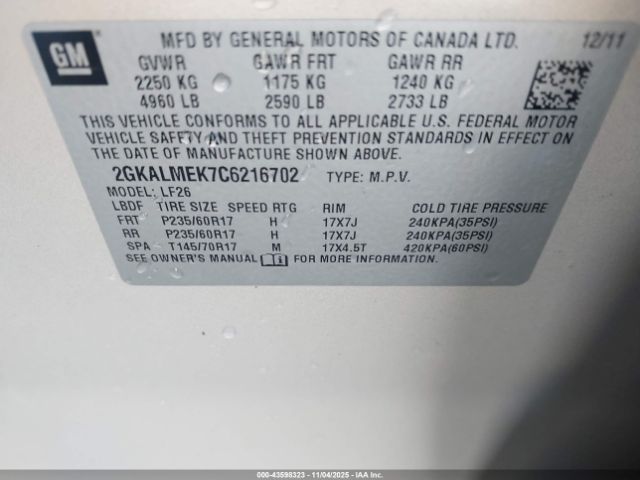 GM
MFD BY GENERAL MOTORS OF CANADA LTD. 12/11
GVWR GAWR FRT GAWR RR
2250 KG 1175 KG 1240 KG
4960 LB 2590 LB 2733 LB
THIS VEHICLE CONFORMS TO ALL APPLICABLE U.S. FEDERAL MOTOR
VEHICLE SAFETY AND THEFT PREVENTION STANDARDS IN EFFECT ON
THE DATE OF MANUFACTURE SHOWN ABOVE.
2GKALMEK7C6216702 TYPE: M.P.V.
MODEL: LF26
LBDF TIRE SIZE SPEED RTG RIM COLD TIRE PRESSURE
FRT P235/60R17 H 17X7J 240KPA(35PSI)
RR P235/60R17 H 17X7J 240KPA(35PSI)
SPA T145/70R17 M 17X4.5T 420KPA(60PSI)
SEE OWNER'S MANUAL FOR MORE INFORMATION.
000-43598323 - 11/04/2025 - IAAI.COM